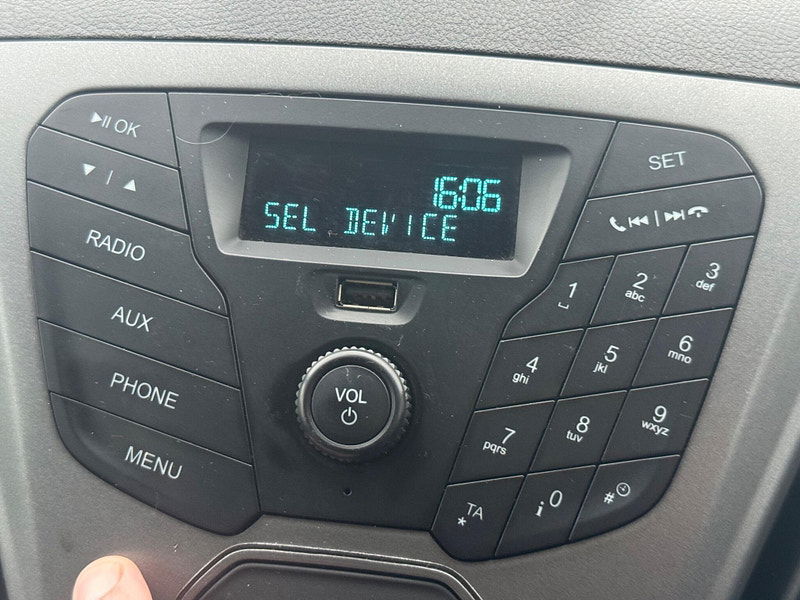 16:06
SEL DEVICE
OK
RADIO
AUX
PHONE
MENU
VOL
SET
1
2
abc
3
def
4
ghi
5
jkl
6
mno
7
pqrs
8
tuv
9
wxyz
* TA
i 0
#